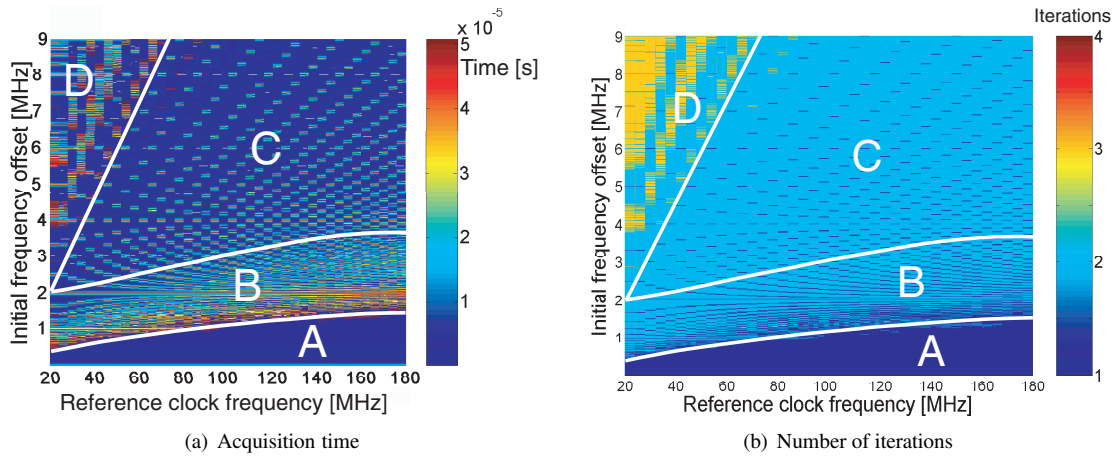 x 10⁻⁵
5
Time [s]
4
3
2
1
9
8
7
6
5
4
3
2
1
Initial frequency offset [MHz]
D
C
B
A
20 40 60 80 100 120 140 160 180
Reference clock frequency [MHz]
(a) Acquisition time
Iterations
4
3
2
1
9
8
7
6
5
4
3
2
1
Initial frequency offset [MHz]
D
C
B
A
20 40 60 80 100 120 140 160 180
Reference clock frequency [MHz]
(b) Number of iterations